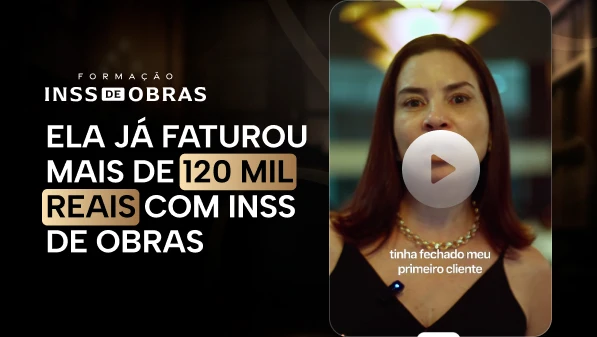 FORMAÇÃO
INSS DE OBRAS
ELA JÁ FATUROU
MAIS DE 120 MIL
REAIS COM INSS
DE OBRAS
tinha fechado meu
primeiro cliente